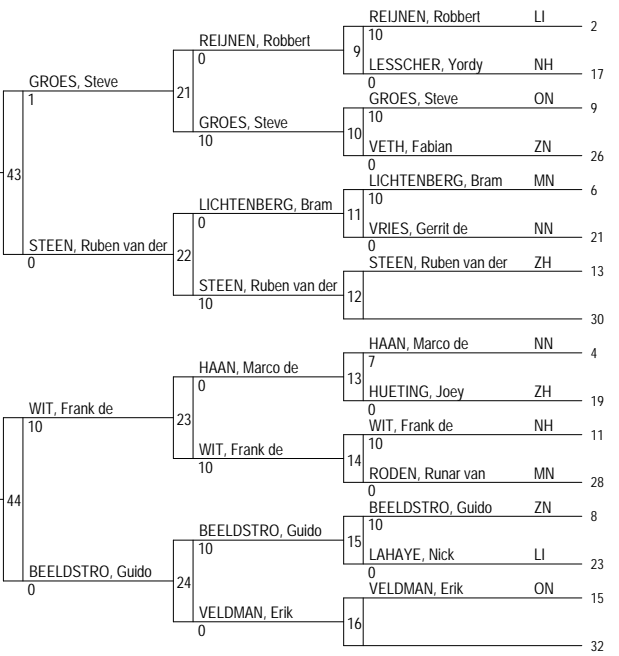 REIJNEN, Robbert LI 2
10
REIJNEN, Robbert
0
9
LESSCHER, Yordy NH 17
0
GROES, Steve
1
21
GROES, Steve ON 9
10
GROES, Steve
10
10
VETH, Fabian ZN 26
0
43
LICHTENBERG, Bram MN 6
10
LICHTENBERG, Bram
0
11
VRIES, Gerrit de NN 21
0
STEEN, Ruben van der
0
22
STEEN, Ruben van der ZH 13
STEEN, Ruben van der
10
12
30
HAAN, Marco de NN 4
7
HAAN, Marco de
0
13
HUETING, Joey ZH 19
0
WIT, Frank de
10
23
WIT, Frank de NH 11
10
WIT, Frank de
10
14
RODEN, Runar van MN 28
0
44
BEELDSTRO, Guido ZN 8
10
BEELDSTRO, Guido
10
15
LAHAYE, Nick LI 23
0
BEELDSTRO, Guido
0
24
VELDMAN, Erik ON 15
VELDMAN, Erik
0
16
32